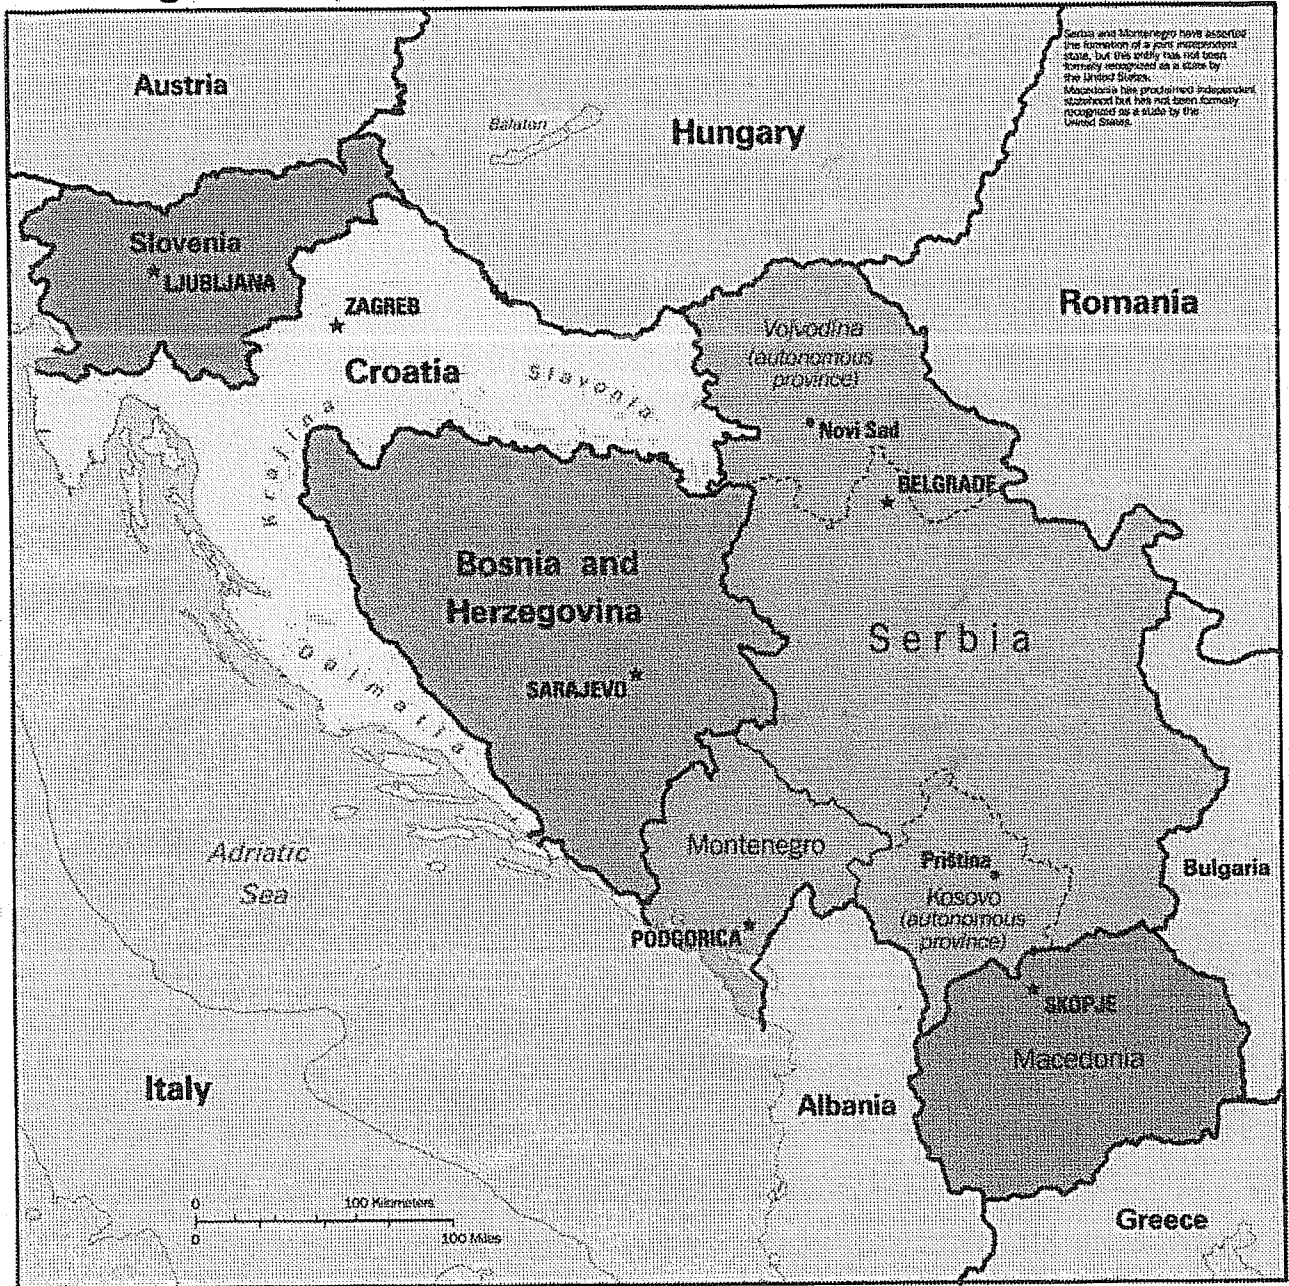 Austria
Balaton
Hungary
Serbia and Montenegro have asserted
the formation of a joint independent
state, but this entity has not been
formally recognized as a state by
the United States.
Macedonia has proclaimed independent
statehood but has not been formally
recognized as a state by the
United States.
Slovenia
LJUBLJANA
ZAGREB
Croatia
Slavonia
Krajina
Romania
Vojvodina
(autonomous
province)
Novi Sad
BELGRADE
Bosnia and
Herzegovina
SARAJEVO
Dalmatia
Serbia
Adriatic
Sea
Montenegro
PODGORICA
Priština
Kosovo
(autonomous
province)
Bulgaria
SKOPJE
Macedonia
Italy
Albania
Greece
0 100 Kilometers
0 100 Miles